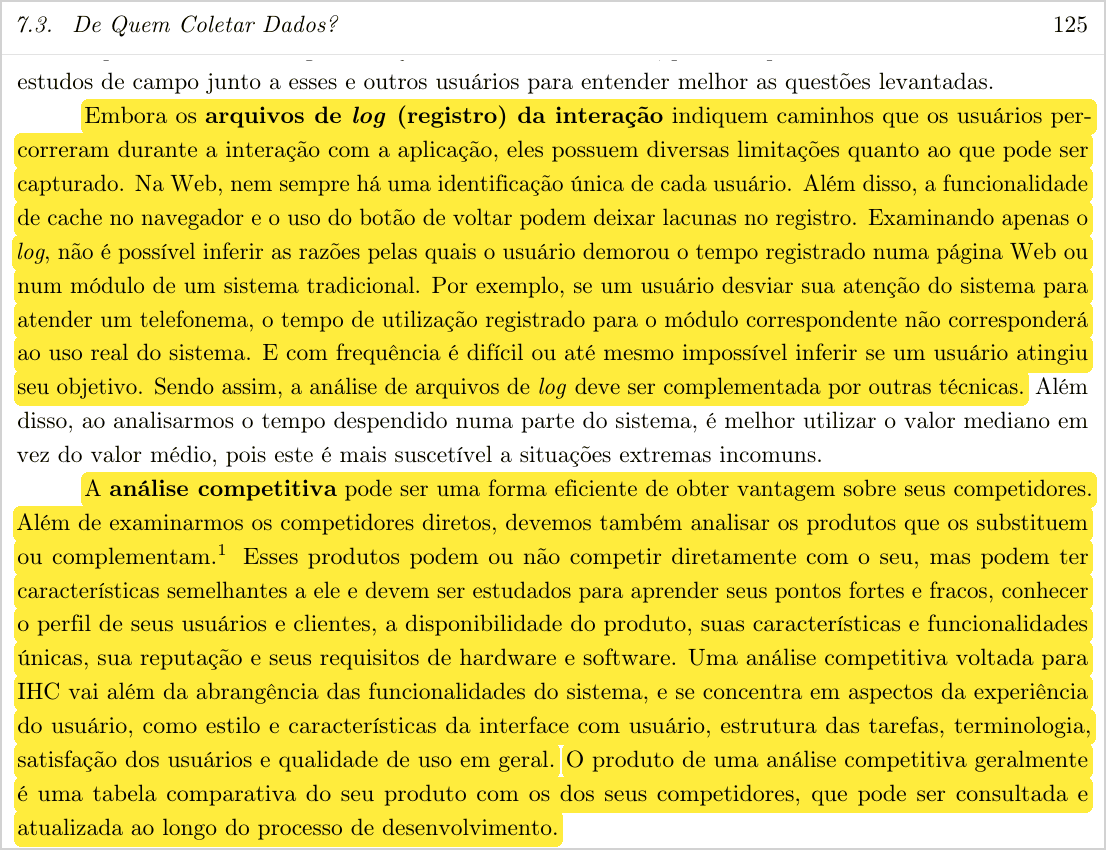 7.3. De Quem Coletar Dados? 125
estudos de campo junto a esses e outros usuários para entender melhor as questões levantadas.
Embora os arquivos de log (registro) da interação indiquem caminhos que os usuários per-
correram durante a interação com a aplicação, eles possuem diversas limitações quanto ao que pode ser
capturado. Na Web, nem sempre há uma identificação única de cada usuário. Além disso, a funcionalidade
de cache no navegador e o uso do botão de voltar podem deixar lacunas no registro. Examinando apenas o
log, não é possível inferir as razões pelas quais o usuário demorou o tempo registrado numa página Web ou
num módulo de um sistema tradicional. Por exemplo, se um usuário desviar sua atenção do sistema para
atender um telefonema, o tempo de utilização registrado para o módulo correspondente não corresponderá
ao uso real do sistema. E com frequência é difícil ou até mesmo impossível inferir se um usuário atingiu
seu objetivo. Sendo assim, a análise de arquivos de log deve ser complementada por outras técnicas. Além
disso, ao analisarmos o tempo despendido numa parte do sistema, é melhor utilizar o valor mediano em
vez do valor médio, pois este é mais suscetível a situações extremas incomuns.
A análise competitiva pode ser uma forma eficiente de obter vantagem sobre seus competidores.
Além de examinarmos os competidores diretos, devemos também analisar os produtos que os substituem
ou complementam.¹ Esses produtos podem ou não competir diretamente com o seu, mas podem ter
características semelhantes a ele e devem ser estudados para aprender seus pontos fortes e fracos, conhecer
o perfil de seus usuários e clientes, a disponibilidade do produto, suas características e funcionalidades
únicas, sua reputação e seus requisitos de hardware e software. Uma análise competitiva voltada para
IHC vai além da abrangência das funcionalidades do sistema, e se concentra em aspectos da experiência
do usuário, como estilo e características da interface com usuário, estrutura das tarefas, terminologia,
satisfação dos usuários e qualidade de uso em geral. O produto de uma análise competitiva geralmente
é uma tabela comparativa do seu produto com os dos seus competidores, que pode ser consultada e
atualizada ao longo do processo de desenvolvimento.